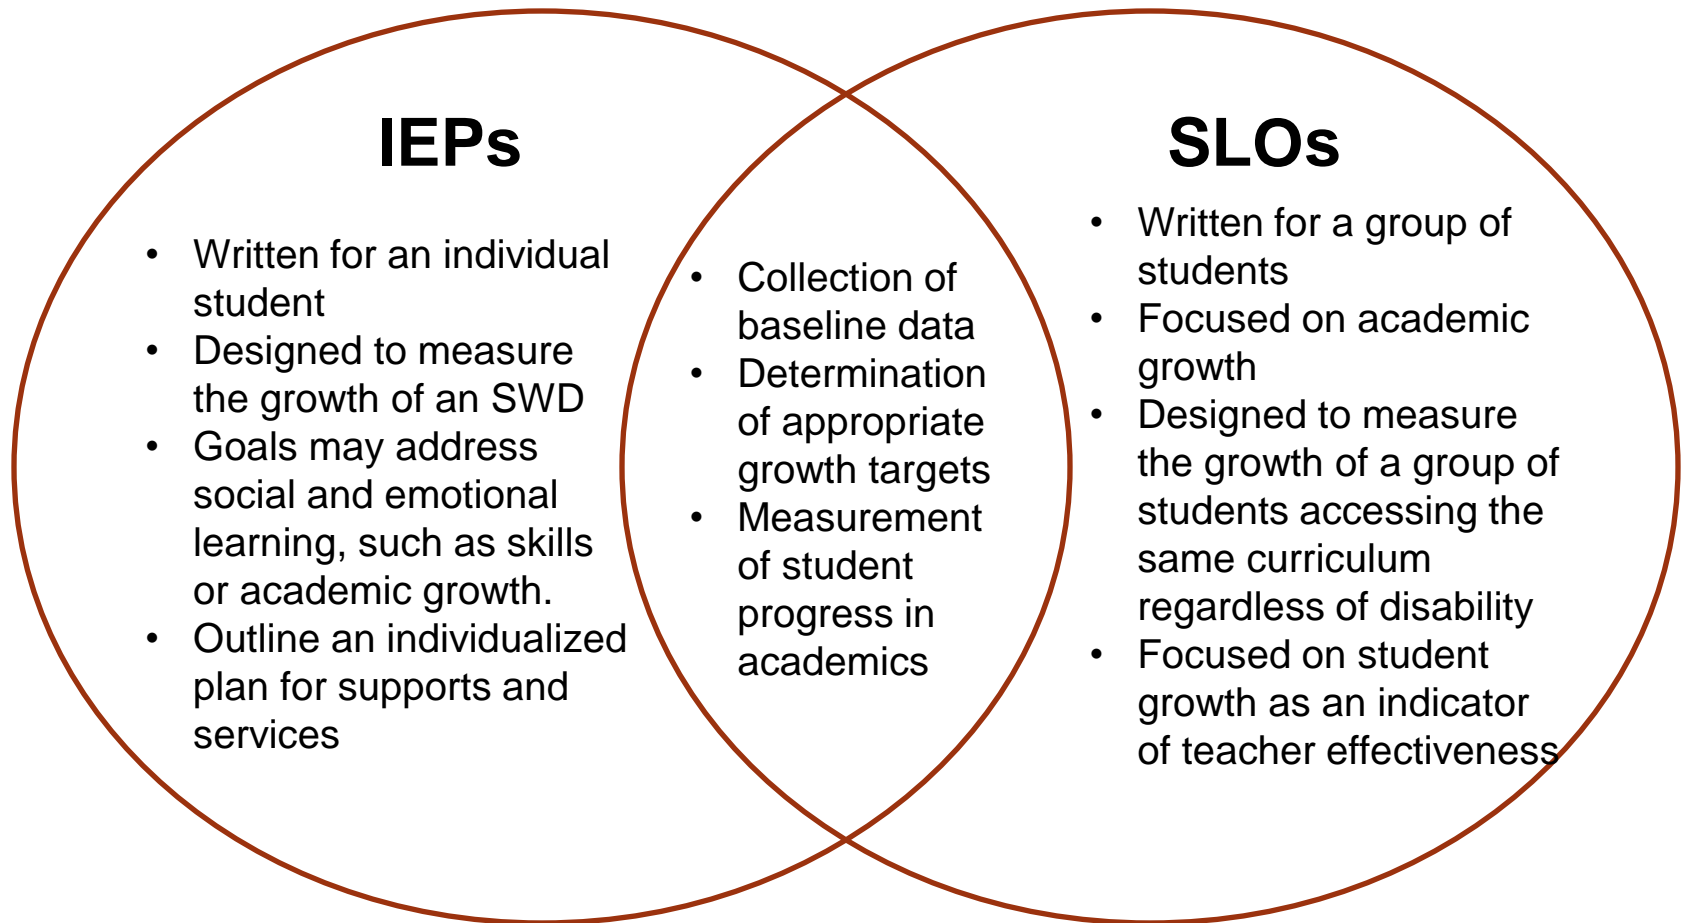 IEPs
• Written for an individual
student
• Designed to measure
the growth of an SWD
• Goals may address
social and emotional
learning, such as skills
or academic growth.
• Outline an individualized
plan for supports and
services
• Collection of
baseline data
• Determination
of appropriate
growth targets
• Measurement
of student
progress in
academics
SLOs
• Written for a group of
students
• Focused on academic
growth
• Designed to measure
the growth of a group of
students accessing the
same curriculum
regardless of disability
• Focused on student
growth as an indicator
of teacher effectiveness